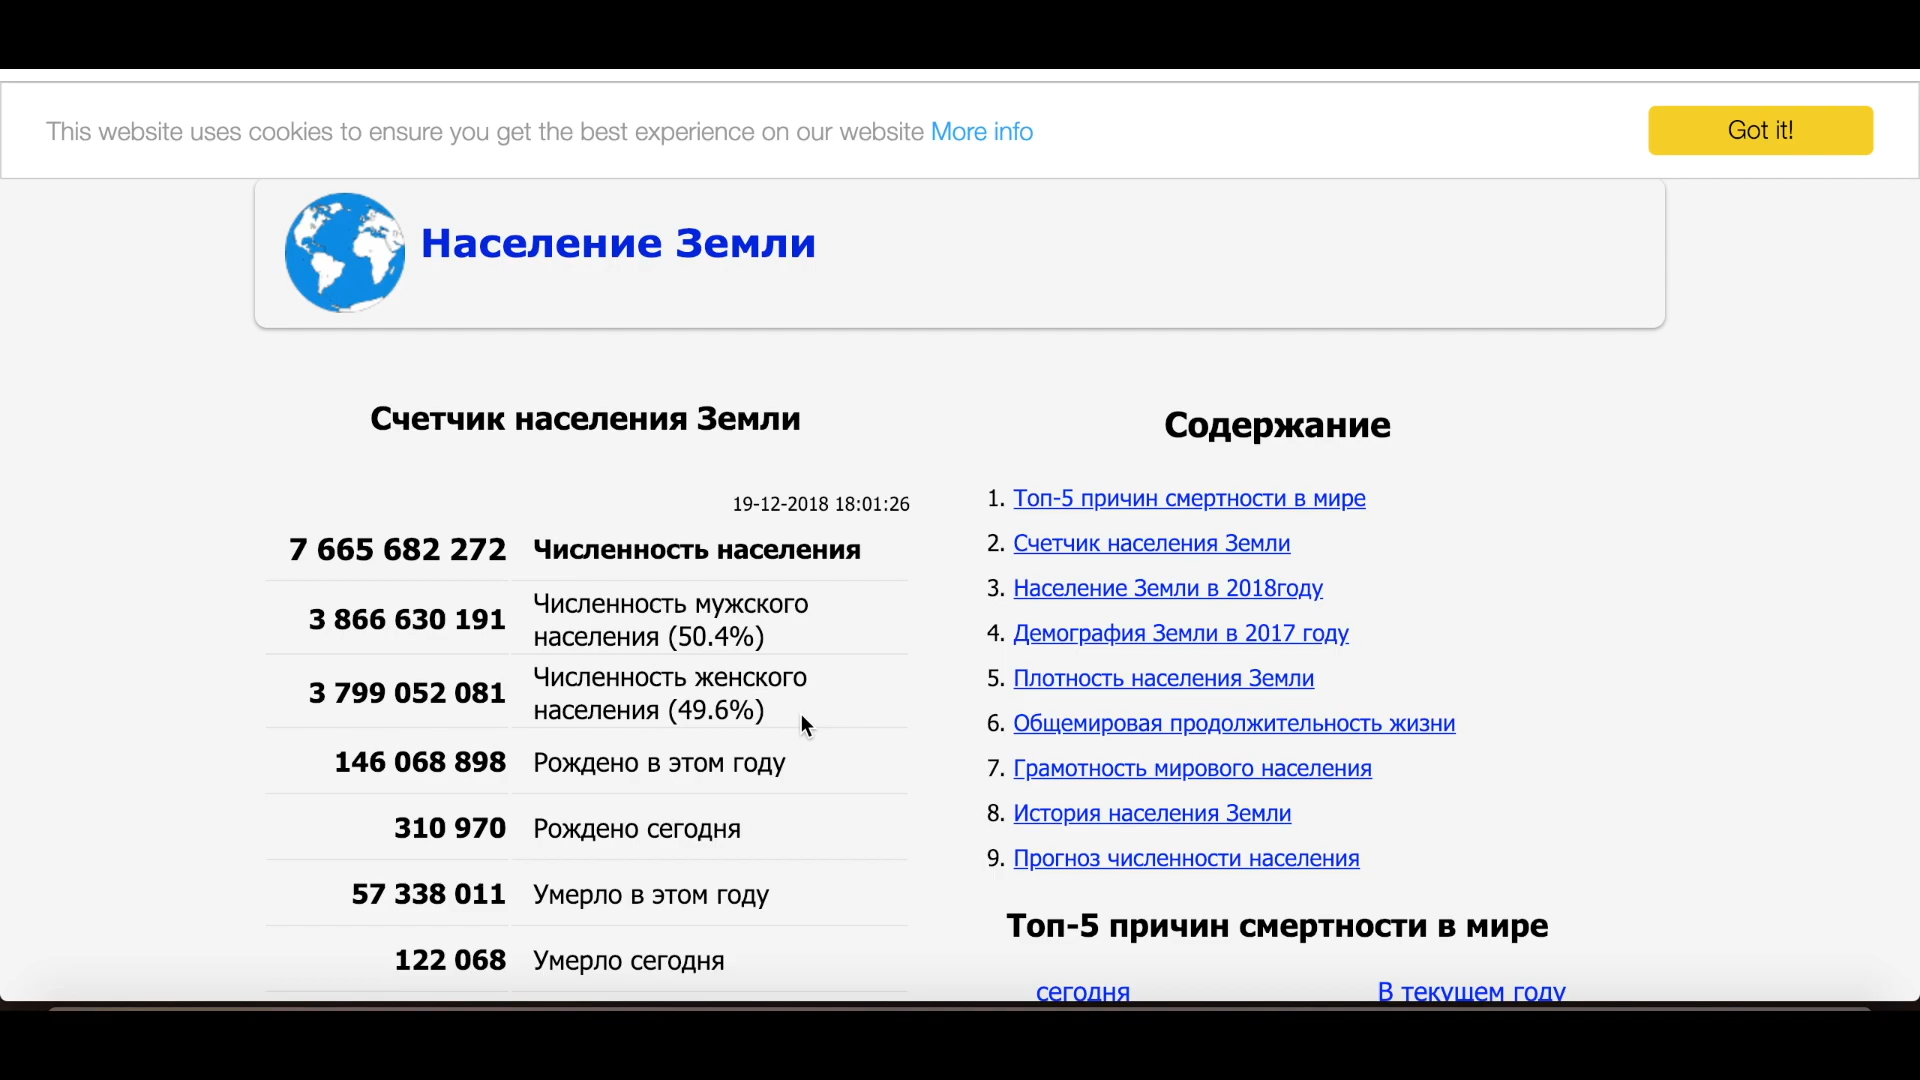 This website uses cookies to ensure you get the best experience on our website More info
Got it!
Население Земли
Счетчик населения Земли
19-12-2018 18:01:26
7 665 682 272 Численность населения
3 866 630 191 Численность мужского
населения (50.4%)
3 799 052 081 Численность женского
населения (49.6%)
146 068 898 Рождено в этом году
310 970 Рождено сегодня
57 338 011 Умерло в этом году
122 068 Умерло сегодня
Содержание
1. Топ-5 причин смертности в мире
2. Счетчик населения Земли
3. Население Земли в 2018году
4. Демография Земли в 2017 году
5. Плотность населения Земли
6. Общемировая продолжительность жизни
7. Грамотность мирового населения
8. История населения Земли
9. Прогноз численности населения
Топ-5 причин смертности в мире
сегодня В текущем году